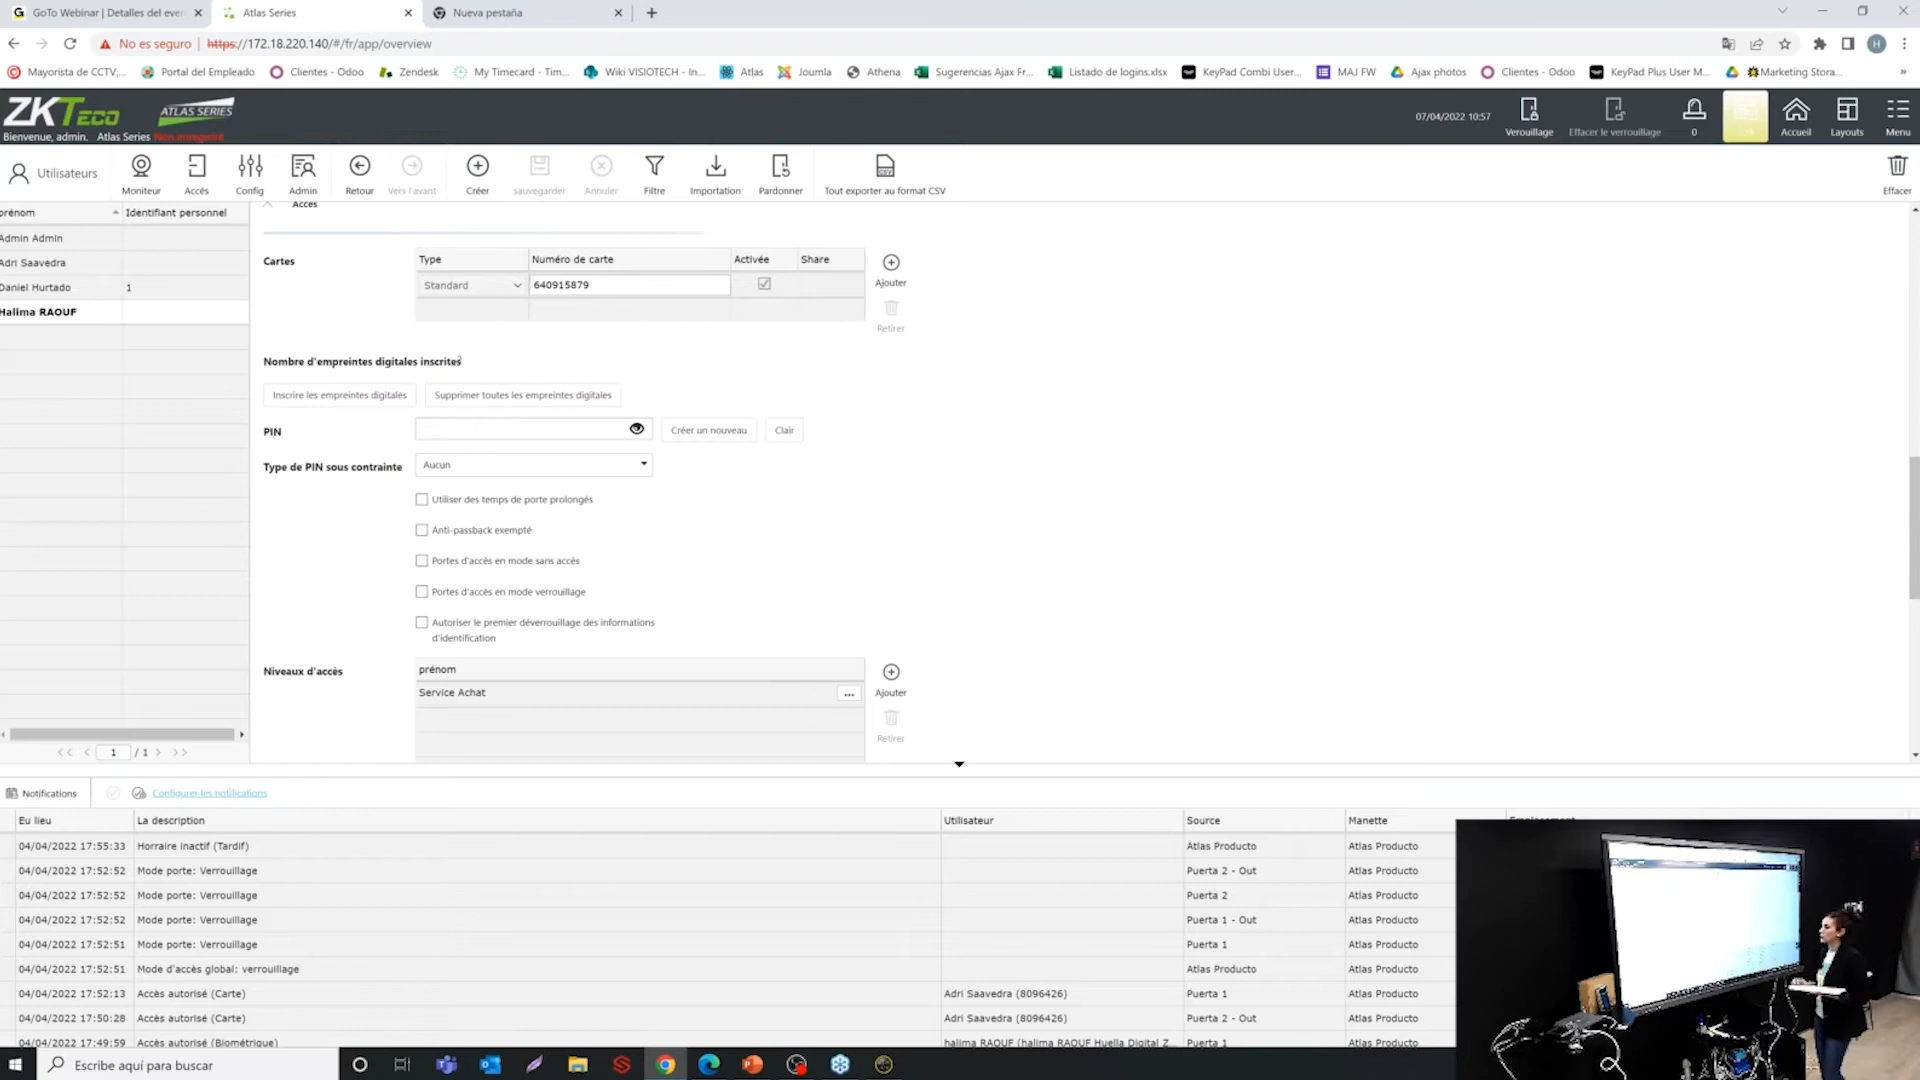 GoTo Webinar | Detalles del even
Atlas Series
Nueva pestaña
No es seguro | https://172.18.220.140/#/fr/app/overview
Mayorista de CCTV,...
Portal del Empleado
Clientes - Odoo
Zendesk
My Timecard - Tim...
Wiki VISIOTECH - In...
Atlas
Joumla
Athena
Sugerencias Ajax Fr...
Listado de logins.xlsx
KeyPad Combi User...
MAJ FW
Ajax photos
Clientes - Odoo
KeyPad Plus User M...
Marketing Stora...
»
ZKTECO
ATLAS SERIES
Bienvenue, admin. Atlas Series Non enregistré
07/04/2022 10:57
Verouillage
Effacer le verrouillage
0
Accueil
Layouts
Menu
Utilisateurs
Moniteur
Accès
Config
Admin
Retour
Vers l'avant
Créer
sauvegarder
Annuler
Filtre
Importation
Pardonner
Tout exporter au format CSV
Effacer
prénom
Identifiant personnel
Admin Admin
Adri Saavedra
Daniel Hurtado 1
Halima RAOUF
<< < 1 / 1 > >>
Accès
Cartes
Type
Numéro de carte
Activée
Share
Standard
640915879
Ajouter
Retirer
Nombre d'empreintes digitales inscrites
Inscrire les empreintes digitales
Supprimer toutes les empreintes digitales
PIN
Créer un nouveau
Clair
Type de PIN sous contrainte
Aucun
Utiliser des temps de porte prolongés
Anti-passback exempté
Portes d'accès en mode sans accès
Portes d'accès en mode verrouillage
Autoriser le premier déverrouillage des informations
d'identification
Niveaux d'accès
prénom
Service Achat
...
Ajouter
Retirer
Notifications
Configurer les notifications
Eu lieu
La description
Utilisateur
Source
Manette
04/04/2022 17:55:33 Horraire inactif (Tardif) Atlas Producto Atlas Producto
04/04/2022 17:52:52 Mode porte: Verrouillage Puerta 2 - Out Atlas Producto
04/04/2022 17:52:52 Mode porte: Verrouillage Puerta 2 Atlas Producto
04/04/2022 17:52:52 Mode porte: Verrouillage Puerta 1 - Out Atlas Producto
04/04/2022 17:52:51 Mode porte: Verrouillage Puerta 1 Atlas Producto
04/04/2022 17:52:51 Mode d'accès global: verrouillage Atlas Producto Atlas Producto
04/04/2022 17:52:13 Accès autorisé (Carte) Adri Saavedra (8096426) Puerta 1 Atlas Producto
04/04/2022 17:50:28 Accès autorisé (Carte) Adri Saavedra (8096426) Puerta 2 - Out Atlas Producto
04/04/2022 17:49:59 Accès autorisé (Biométrique) halima RAOUF (halima RAOUF Huella Digital Z... Puerta 1 Atlas Producto
Escribe aquí para buscar